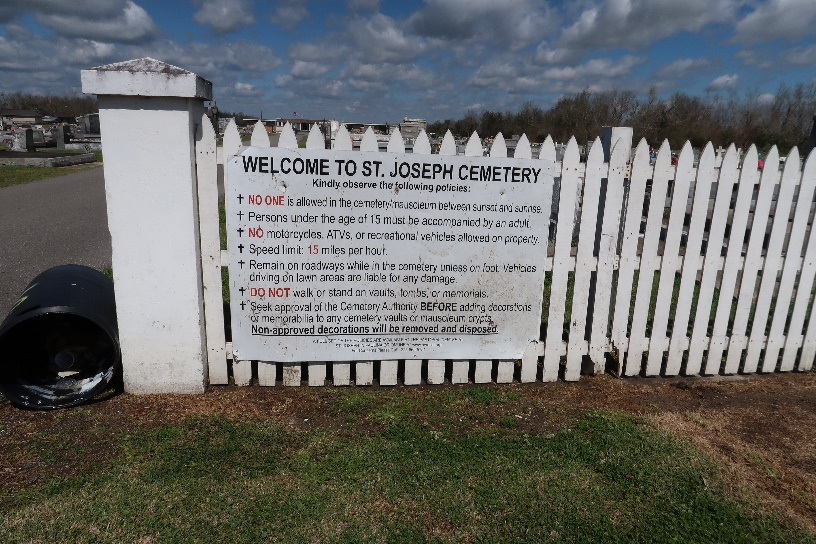 WELCOME TO ST. JOSEPH CEMETERY
Kindly observe the following policies:
✝ NO ONE is allowed in the cemetery/mauscleum between sunset and sunrise.
✝ Persons under the age of 15 must be accompanied by an adult.
✝ NO motorcycles, ATVs, or recreational vehicles allowed on property.
✝ Speed limit: 15 miles per hour.
✝ Remain on roadways while in the cemetery unless on foot. Vehicles
driving on lawn areas are liable for any damage.
✝ DO NOT walk or stand on vaults, tombs, or memorials.
✝ Seek approval of the Cemetery Authority BEFORE adding decorations
or memorabilia to any cemetery vaults or mausoleum crypts.
Non-approved decorations will be removed and disposed.